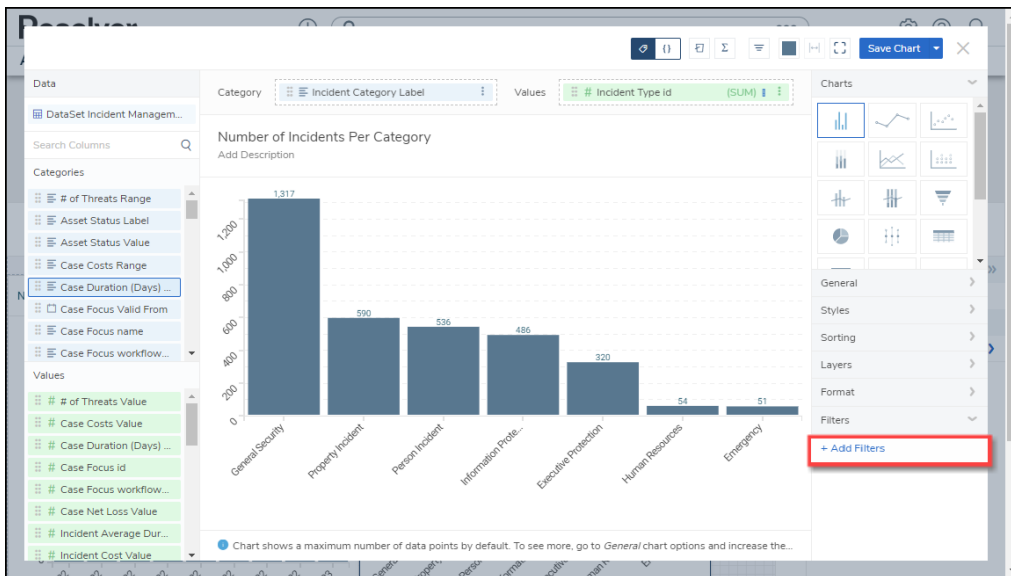 Resolver
{} Σ Save Chart
Data
DataSet Incident Managem...
Search Columns
Categories
# of Threats Range
Asset Status Label
Asset Status Value
Case Costs Range
Case Duration (Days) ...
Case Focus Valid From
Case Focus name
Case Focus workflow...
Values
# # of Threats Value
# Case Costs Value
# Case Duration (Days) ...
# Case Focus id
# Case Focus workflow...
# Case Net Loss Value
# Incident Average Dur...
# Incident Cost Value
Category Incident Category Label Values # Incident Type id (SUM)
Number of Incidents Per Category
Add Description
1,317
590
536
486
320
54
51
1,200
1,000
800
600
400
200
0
General Security
Property Incident
Person Incident
Information Prote...
Executive Protection
Human Resources
Emergency
Chart shows a maximum number of data points by default. To see more, go to General chart options and increase the...
Charts
General
Styles
Sorting
Layers
Format
Filters
+ Add Filters